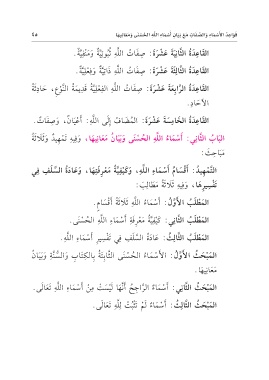 قواعد الأسماء والصفات مع بيان أسماء الله الحسنى ومعانيها ٤٥
القَاعِدَةُ الثَّانِيَةَ عَشْرَةَ: صِفَاتُ اللَّهِ ثُبُوتِيَّةٌ وَمَنْفِيَّةٌ.
القَاعِدَةُ الثَّالِثَةَ عَشْرَةَ: صِفَاتُ اللَّهِ ذَاتِيَّةٌ وَفِعْلِيَّةٌ.
القَاعِدَةُ الرَّابِعَةَ عَشْرَةَ: صِفَاتُ اللَّهِ الفِعْلِيَّةُ قَدِيمَةُ النَّوْعِ، حَادِثَةُ
الآحَادِ.
القَاعِدَةُ الخَامِسَةَ عَشْرَةَ: المُضَافُ إِلَى اللَّهِ: أَعْيَانٌ، وَصِفَاتٌ.
البَابُ الثَّانِي: أَسْمَاءُ اللَّهِ الحُسْنَى وَبَيَانُ مَعَانِيهَا، وَفِيهِ تَمْهِيدٌ وَثَلَاثَةُ
مَبَاحِثَ:
التَّمْهِيدُ: أَقْسَامُ أَسْمَاءِ اللَّهِ، وَكَيْفِيَّةُ مَعْرِفَتِهَا، وَعَادَةُ السَّلَفِ فِي
تَفْسِيرِهَا، وَفِيهِ ثَلَاثَةُ مَطَالِبَ:
المَطْلَبُ الأَوَّلُ: أَسْمَاءُ اللَّهِ ثَلَاثَةُ أَقْسَامٍ.
المَطْلَبُ الثَّانِي: كَيْفِيَّةُ مَعْرِفَةِ أَسْمَاءِ اللَّهِ الحُسْنَى.
المَطْلَبُ الثَّالِثُ: عَادَةُ السَّلَفِ فِي تَفْسِيرِ أَسْمَاءِ اللَّهِ.
المَبْحَثُ الأَوَّلُ: الأَسْمَاءُ الحُسْنَى الثَّابِتَةُ بِالكِتَابِ وَالسُّنَّةِ وَبَيَانُ
مَعَانِيهَا.
المَبْحَثُ الثَّانِي: أَسْمَاءٌ الرَّاجِحُ أَنَّهَا لَيْسَتْ مِنْ أَسْمَاءِ اللَّهِ تَعَالَى.
المَبْحَثُ الثَّالِثُ: أَسْمَاءٌ لَمْ تَثْبُتْ لِلَّهِ تَعَالَى.